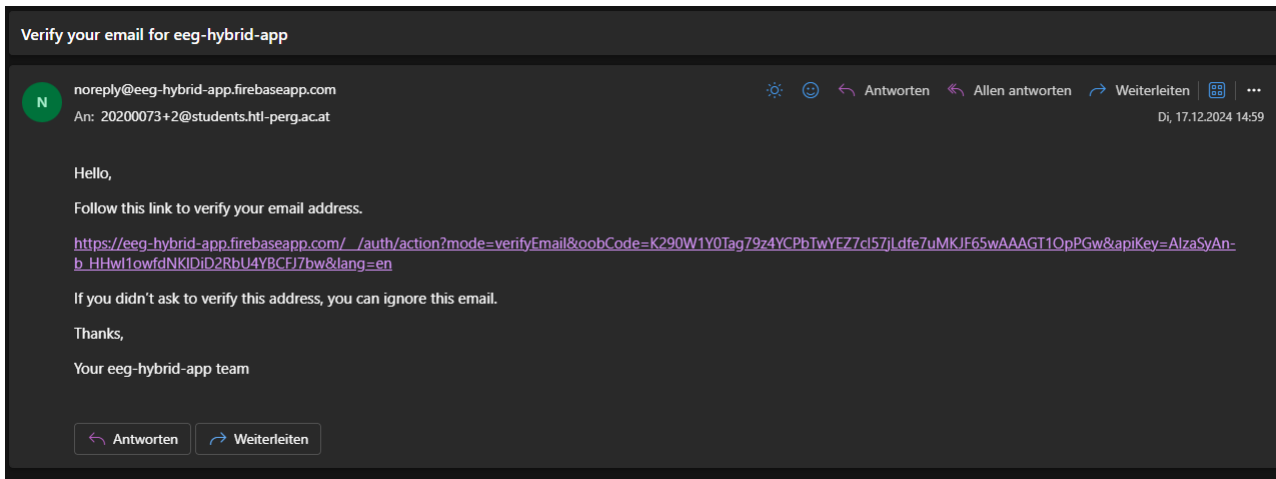 Verify your email for eeg-hybrid-app
N
noreply@eeg-hybrid-app.firebaseapp.com
Antworten Allen antworten Weiterleiten
An: 20200073+2@students.htl-perg.ac.at
Di, 17.12.2024 14:59
Hello,
Follow this link to verify your email address.
https://eeg-hybrid-app.firebaseapp.com/__/auth/action?mode=verifyEmail&oobCode=K290W1Y0Tag79z4YCPbTwYEZ7cl57jLdfe7uMKJF65wAAAGT1OpPGw&apiKey=AIzaSyAn-
b_HHwI1owfdNKlDiD2RbU4YBCFJ7bw&lang=en
If you didn't ask to verify this address, you can ignore this email.
Thanks,
Your eeg-hybrid-app team
Antworten Weiterleiten